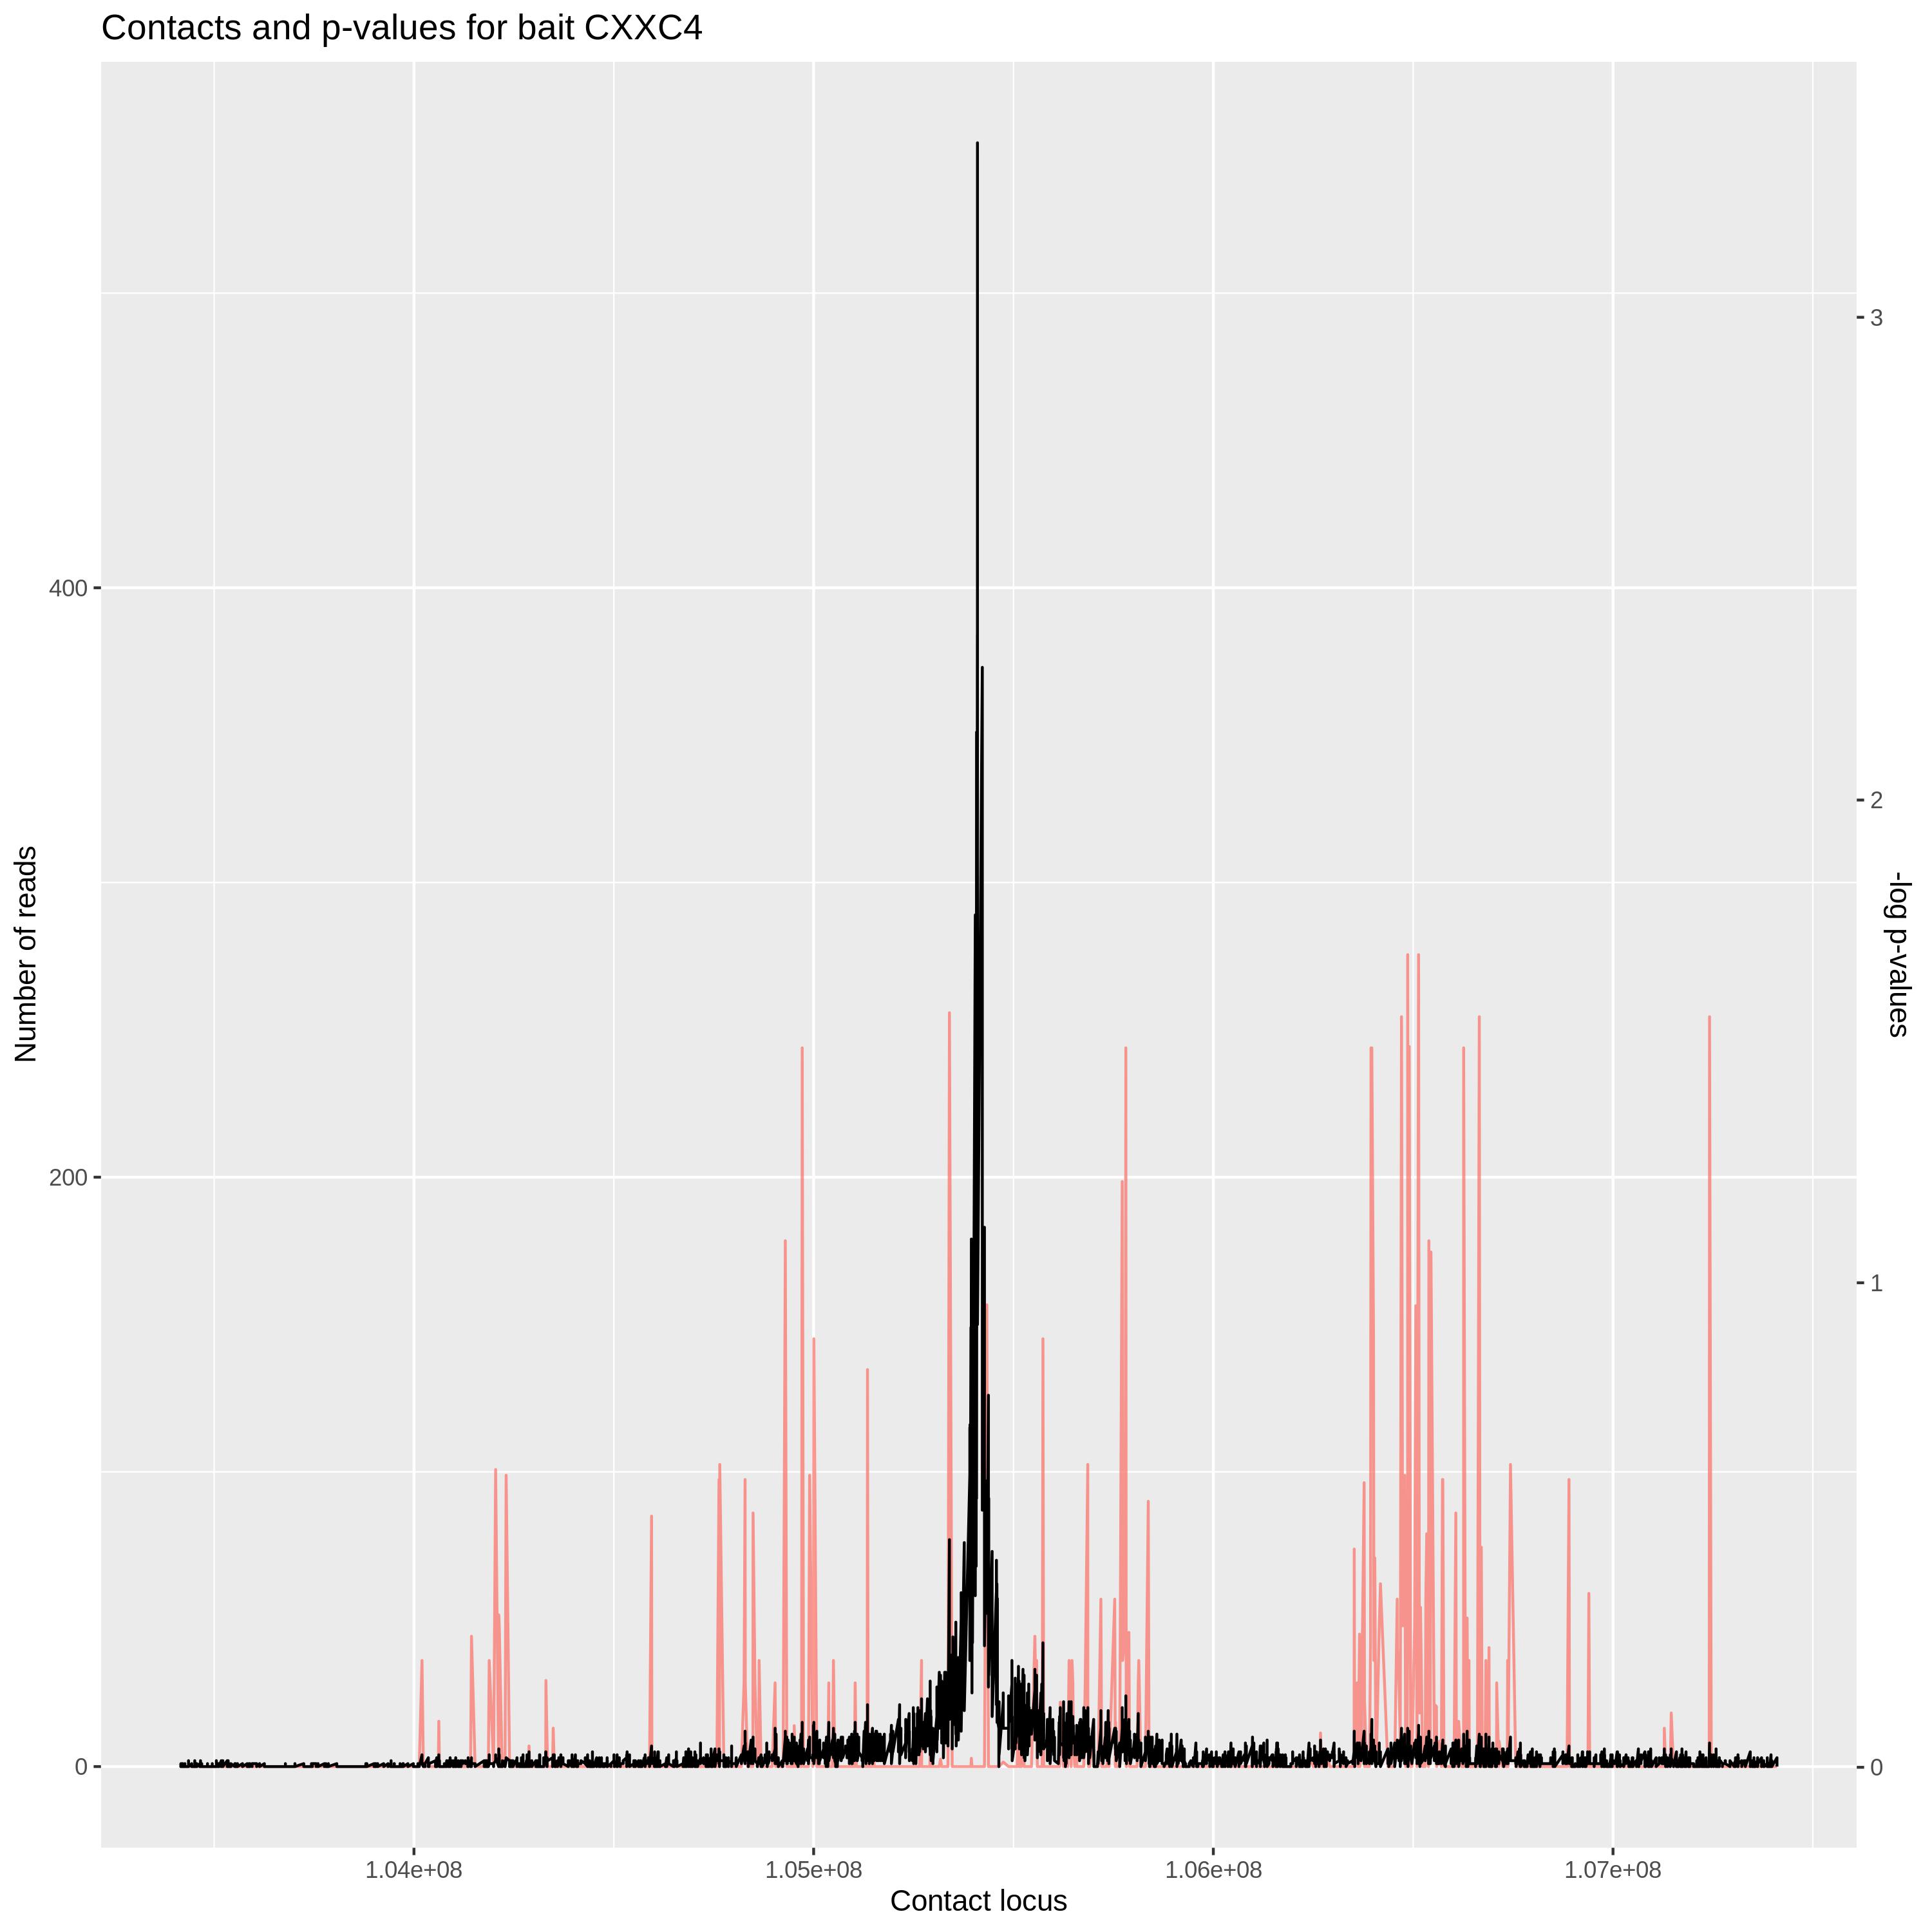 Contacts and p-values for bait CXXC4
3
400
2
Number of reads
-log p-values
200
1
0
0
1.04e+08
1.05e+08
1.06e+08
1.07e+08
Contact locus